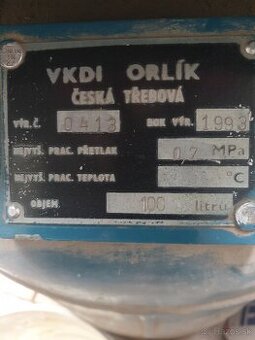 VKDI ORLÍK
ČESKÁ TŘEBOVÁ
VÝR. Č. 0413 ROK VÝR. 1993
NEJVYŠ. PRAC. PŘETLAK 0,7 MPa
NEJVYŠ. PRAC. TEPLOTA °C
OBJEM 100 litrů